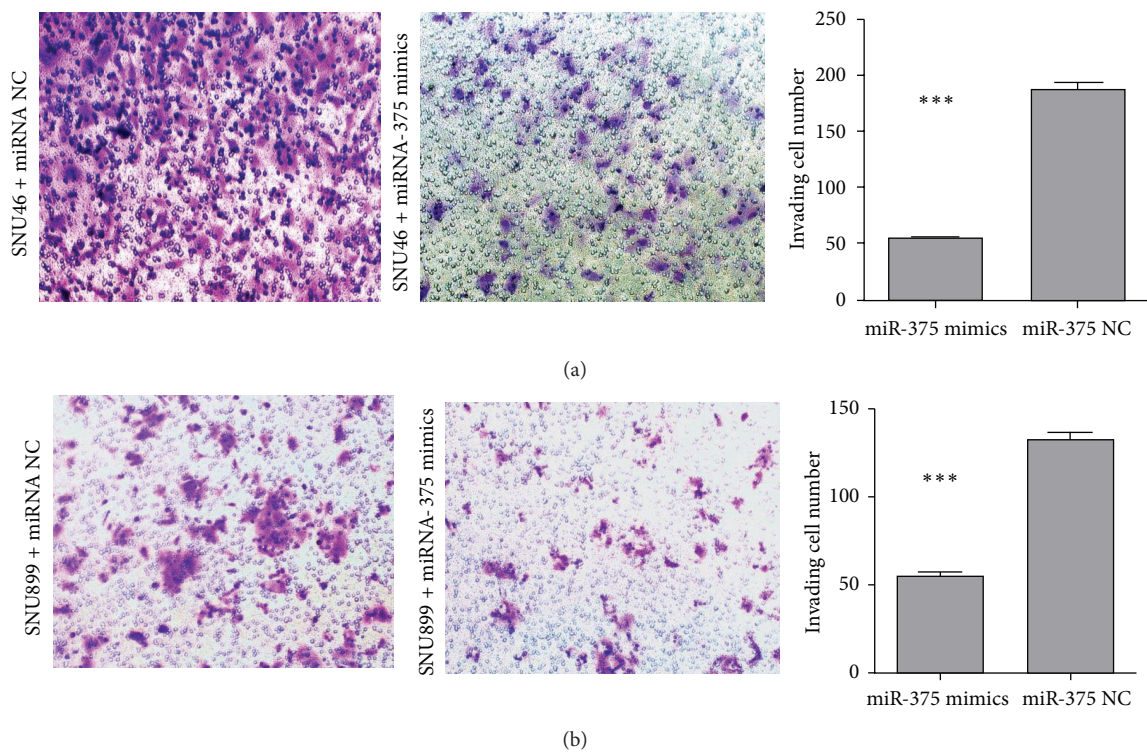 SNU46 + miRNA NC
SNU46 + miRNA-375 mimics
Invading cell number
250
200
150
100
50
0
***
miR-375 mimics
miR-375 NC
(a)
SNU899 + miRNA NC
SNU899 + miRNA-375 mimics
Invading cell number
150
100
50
0
***
miR-375 mimics
miR-375 NC
(b)